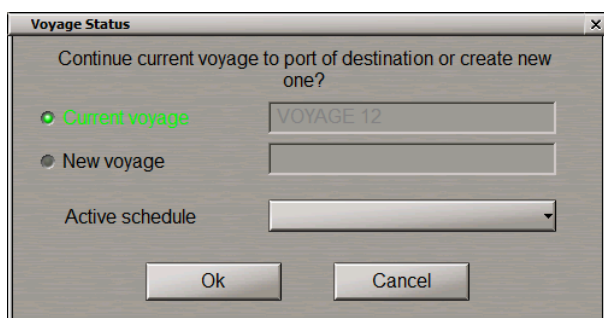 Voyage Status
Continue current voyage to port of destination or create new
one?
Current voyage
VOYAGE 12
New voyage
Active schedule
Ok
Cancel